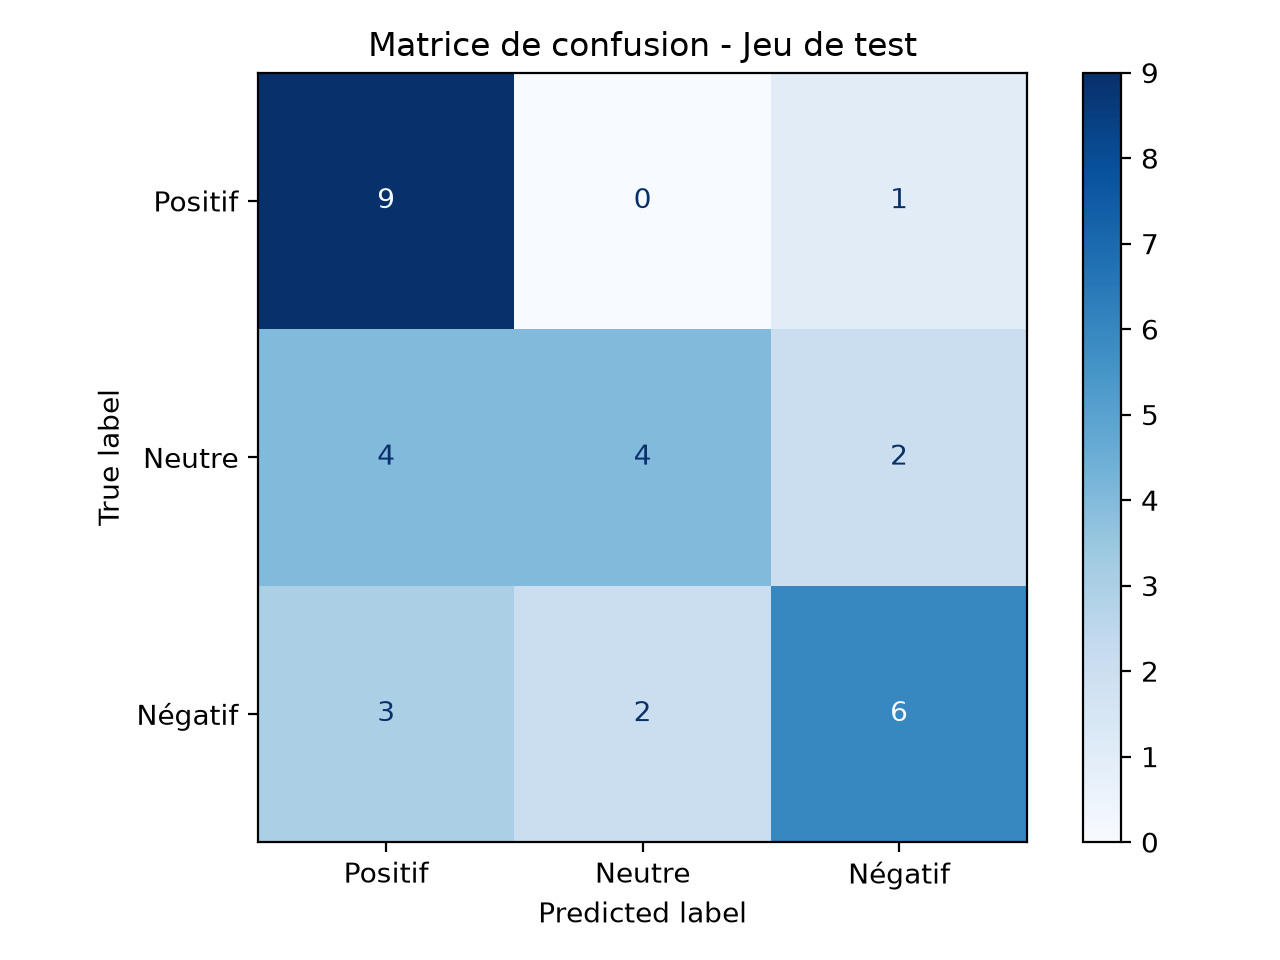 Matrice de confusion - Jeu de test
True label
Positif
9
0
1
Neutre
4
4
2
Négatif
3
2
6
Positif
Neutre
Négatif
Predicted label
9
8
7
6
5
4
3
2
1
0